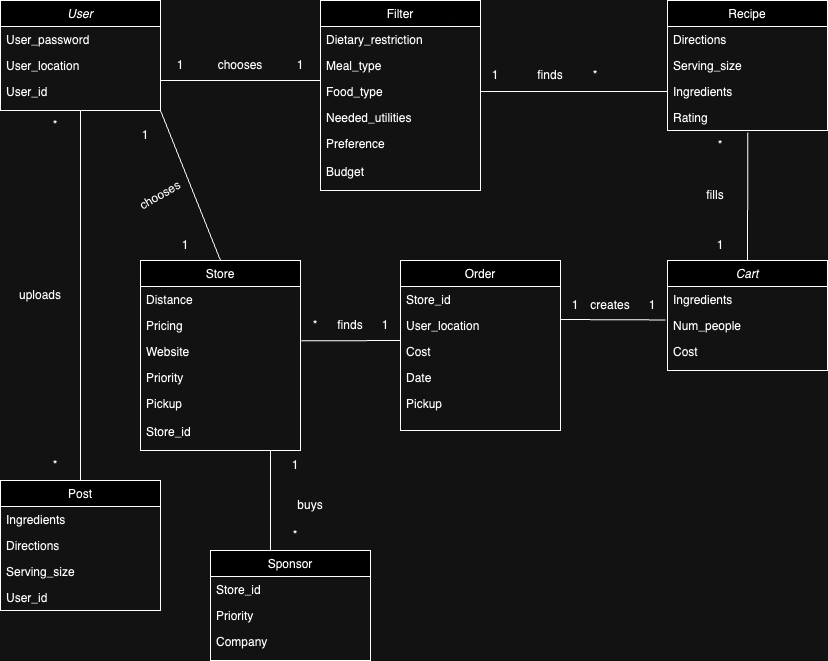 User
User_password
User_location
User_id
Filter
Dietary_restriction
Meal_type
Food_type
Needed_utilities
Preference
Budget
Recipe
Directions
Serving_size
Ingredients
Rating
1 chooses 1
1 finds *
*
1
chooses
1
*
fills
1
uploads
*
Store
Distance
Pricing
Website
Priority
Pickup
Store_id
* finds 1
Order
Store_id
User_location
Cost
Date
Pickup
1 creates 1
Cart
Ingredients
Num_people
Cost
1
buys
*
Post
Ingredients
Directions
Serving_size
User_id
Sponsor
Store_id
Priority
Company